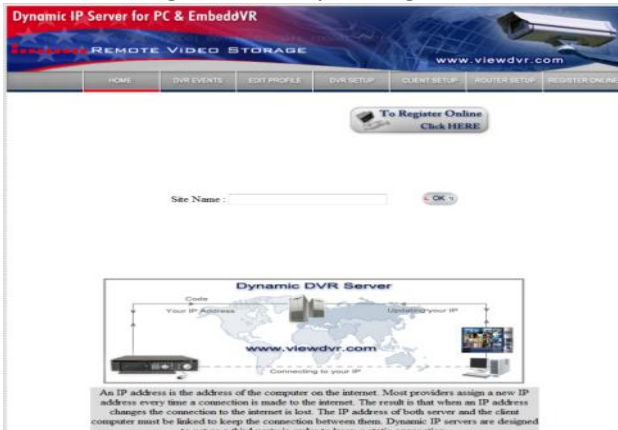 Dynamic IP Server for PC & EmbeddVR
REMOTE VIDEO STORAGE
www.viewdvr.com
HOME DVR EVENTS EDIT PROFILE DVR SETUP CLIENT SETUP ROUTER SETUP REGISTER ONLINE
To Register Online
Click HERE
Site Name : OK
Dynamic DVR Server
Code
Your IP Address Updating your IP
www.viewdvr.com
Connecting to your IP
An IP address is the address of the computer on the internet. Most providers assign a new IP
address every time a connection is made to the internet. The result is that when an IP address
changes the connection to the internet is lost. The IP address of both server and the client
computer must be linked to keep the connection between them. Dynamic IP servers are designed